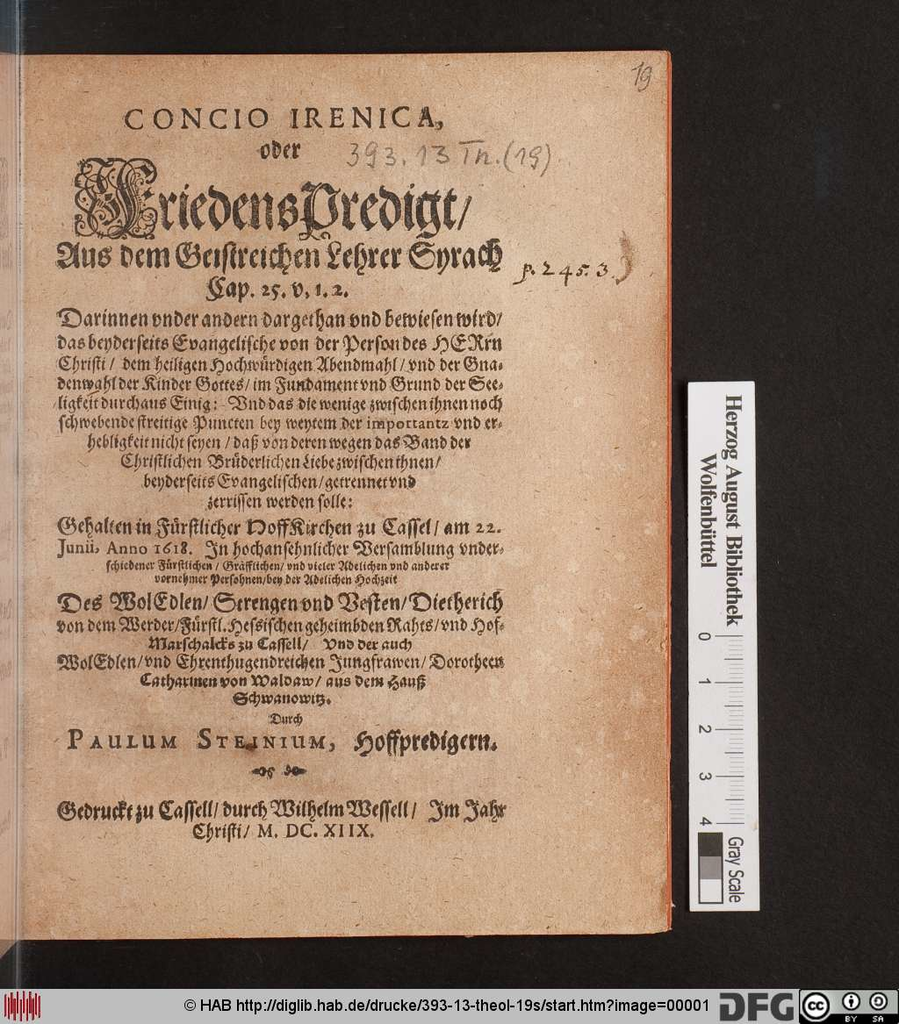 19
CONCIO IRENICA,
oder
393.13 Th. (19)
FriedensPredigt/
Aus dem Geistreichen Lehrer Syrach
Cap. 25. v. 1. 2.
p. 245. 3.
Darinnen vnder andern dargethan vnd bewiesen wird/
das beyderseits Evangelische von der Person des HERrn
Christi / dem heiligen Hochwürdigen Abendmahl / vnd der Gna-
denwahl der Kinder Gottes / im Fundament vnd Grund der See-
ligkeit durchaus Einig: Vnd das die wenige zwischen ihnen noch
schwebende streitige Puncten bey weytem der importantz vnd er-
hebligkeit nicht seyen / daß von deren wegen das Band der
Christlichen Brüderlichen Liebe zwischen ihnen /
beyderseits Evangelischen / getrennet vnd
zerrissen werden solle:
Gehalten in Fürstlicher HoffKirchen zu Cassel / am 22.
Junii, Anno 1618. In hochansehnlicher Versamblung vnder-
schiedener Fürstlichen / Gräfflichen / vnd vieler Adelichen vnd anderer
vornehmer Persohnen / bey der Adelichen Hochzeit
Des WolEdlen / Strengen vnd Vesten / Dietherich
von dem Werder / Fürstl. Hessischen geheimbden Rahts / vnd Hof-
Marschalcks zu Cassell / Vnd der auch
WolEdlen / vnd Ehrenthugendreichen Jungfrawen / Dorotheen
Catharinen von Waldaw / aus dem Hauß
Schwanowitz.
Durch
PAULUM STEINIUM, Hoffpredigern.
Gedruckt zu Cassell / durch Wilhelm Wessell / Im Jahr
Christi / M. DC. XIIX.
Herzog August Bibliothek
Wolfenbüttel
0 1 2 3 4
Gray Scale
© HAB http://diglib.hab.de/drucke/393-13-theol-19s/start.htm?image=00001
DFG
cc
BY SA